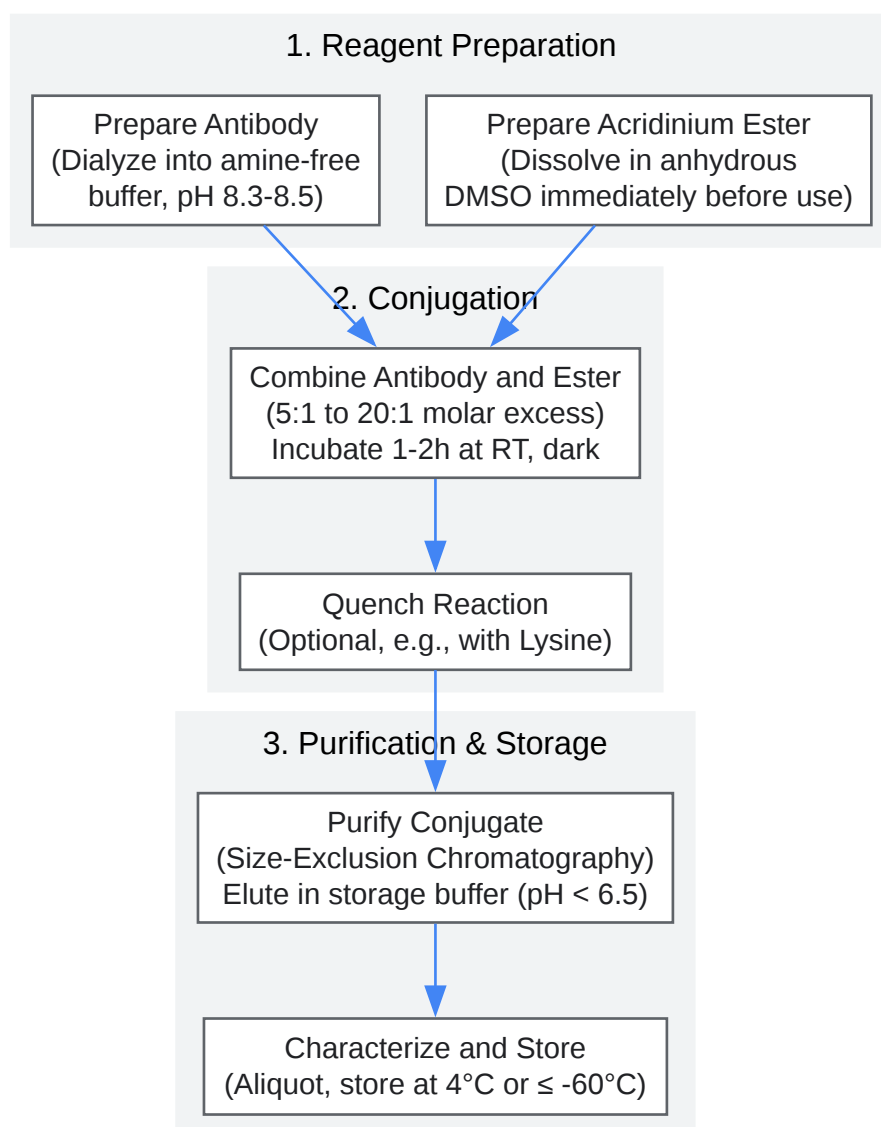 1. Reagent Preparation
Prepare Antibody
(Dialyze into amine-free
buffer, pH 8.3-8.5)
Prepare Acridinium Ester
(Dissolve in anhydrous
DMSO immediately before use)
2. Conjugation
Combine Antibody and Ester
(5:1 to 20:1 molar excess)
Incubate 1-2h at RT, dark
Quench Reaction
(Optional, e.g., with Lysine)
3. Purification & Storage
Purify Conjugate
(Size-Exclusion Chromatography)
Elute in storage buffer (pH < 6.5)
Characterize and Store
(Aliquot, store at 4°C or ≤ -60°C)